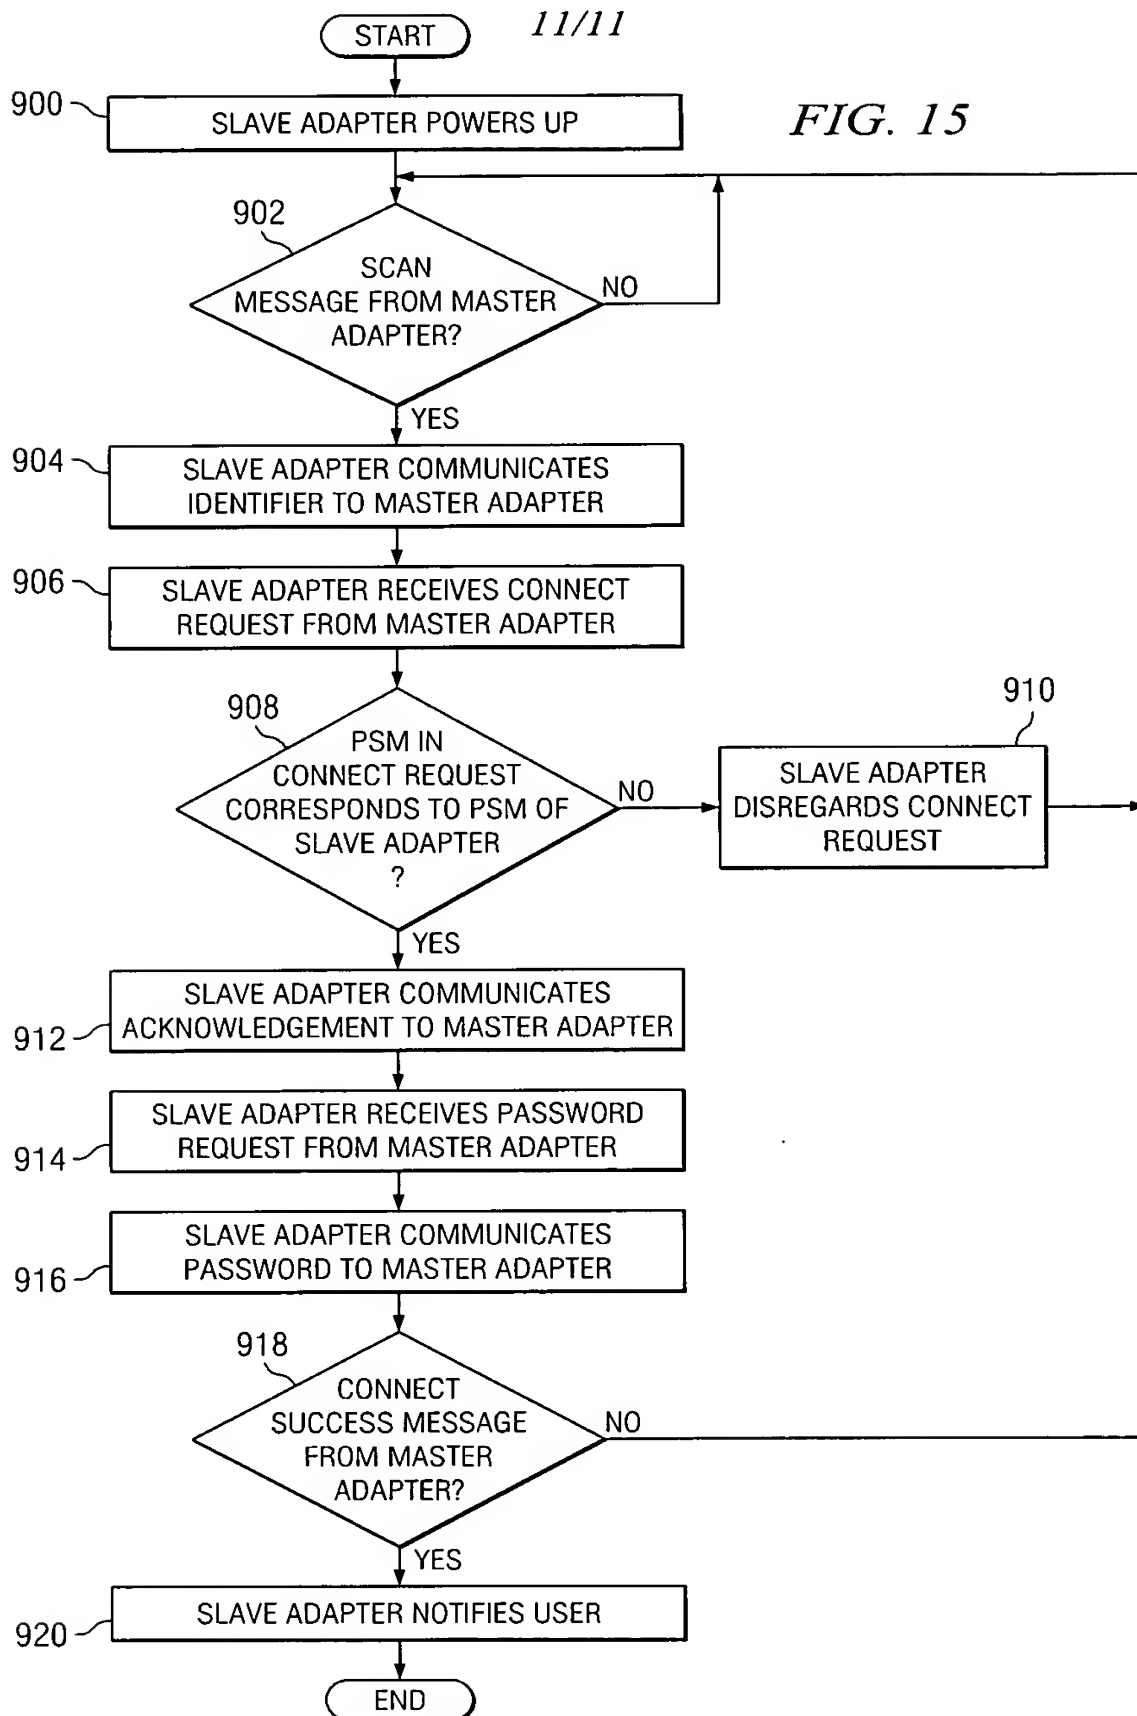 START
11/11
900
SLAVE ADAPTER POWERS UP
FIG. 15
902
SCAN
MESSAGE FROM MASTER
ADAPTER?
NO
YES
904
SLAVE ADAPTER COMMUNICATES
IDENTIFIER TO MASTER ADAPTER
906
SLAVE ADAPTER RECEIVES CONNECT
REQUEST FROM MASTER ADAPTER
908
PSM IN
CONNECT REQUEST
CORRESPONDS TO PSM OF
SLAVE ADAPTER
?
NO
910
SLAVE ADAPTER
DISREGARDS CONNECT
REQUEST
YES
912
SLAVE ADAPTER COMMUNICATES
ACKNOWLEDGEMENT TO MASTER ADAPTER
914
SLAVE ADAPTER RECEIVES PASSWORD
REQUEST FROM MASTER ADAPTER
916
SLAVE ADAPTER COMMUNICATES
PASSWORD TO MASTER ADAPTER
918
CONNECT
SUCCESS MESSAGE
FROM MASTER
ADAPTER?
NO
YES
920
SLAVE ADAPTER NOTIFIES USER
END